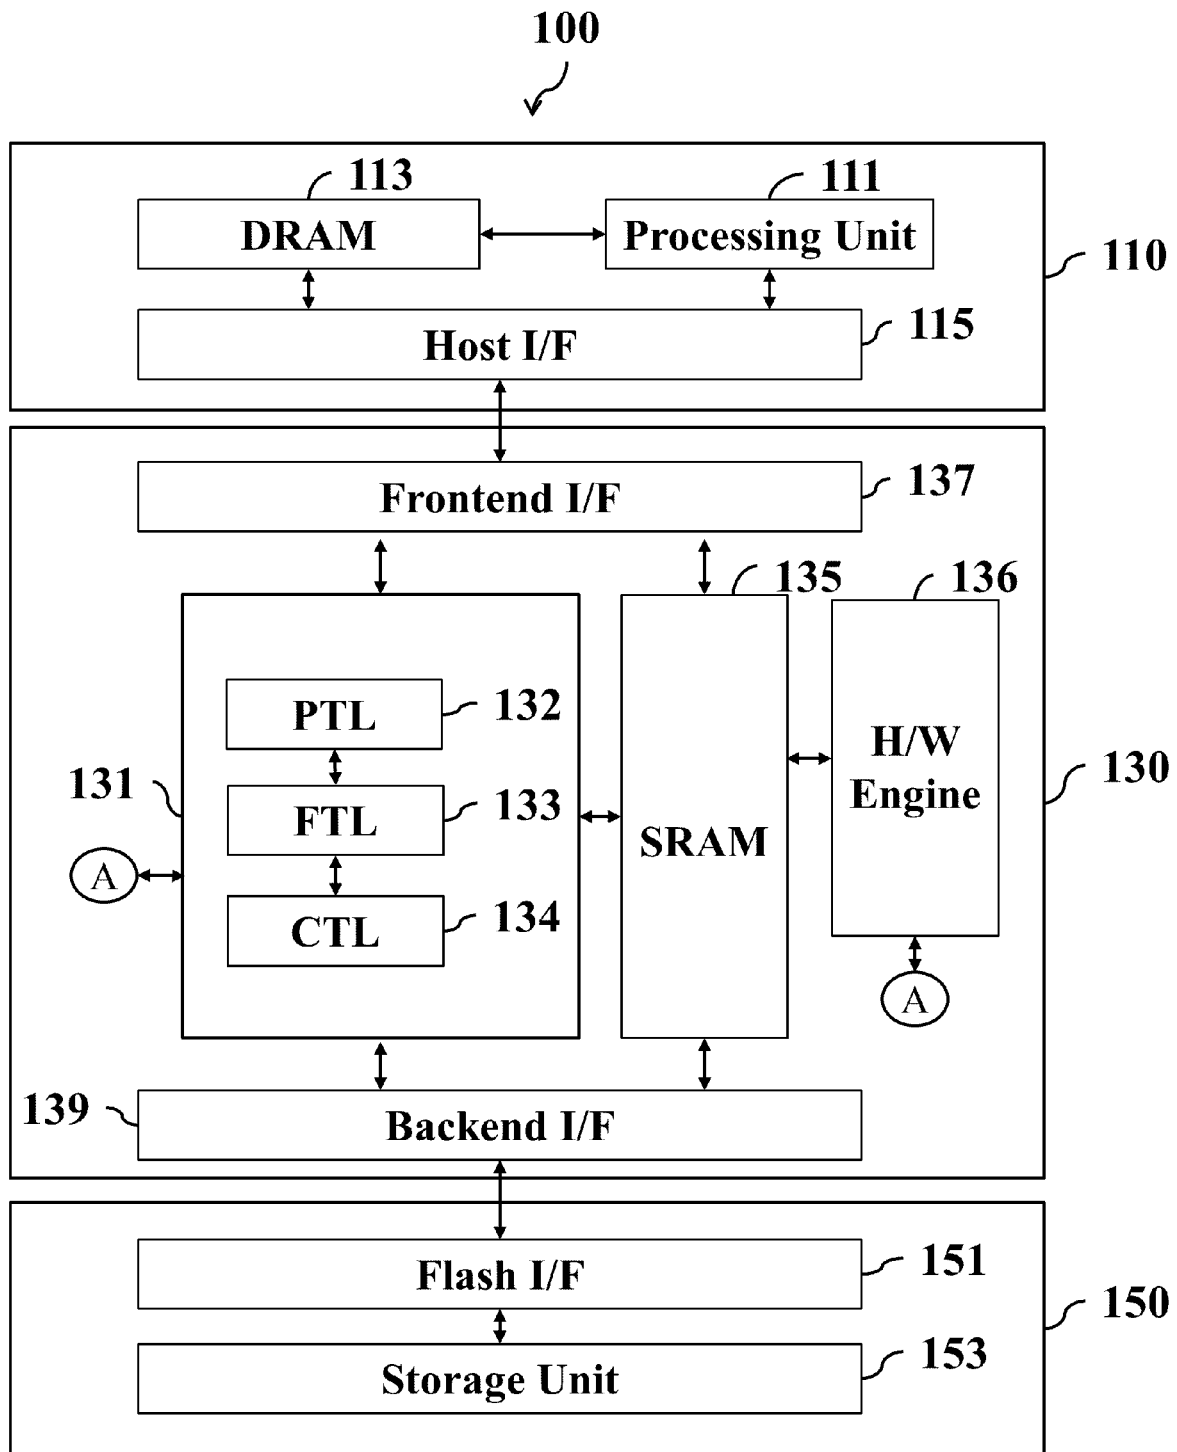 100
113
111
DRAM
Processing Unit
110
Host I/F
115
Frontend I/F
137
135
136
PTL
132
H/W
Engine
130
131
FTL
133
SRAM
A
CTL
134
A
139
Backend I/F
Flash I/F
151
150
Storage Unit
153